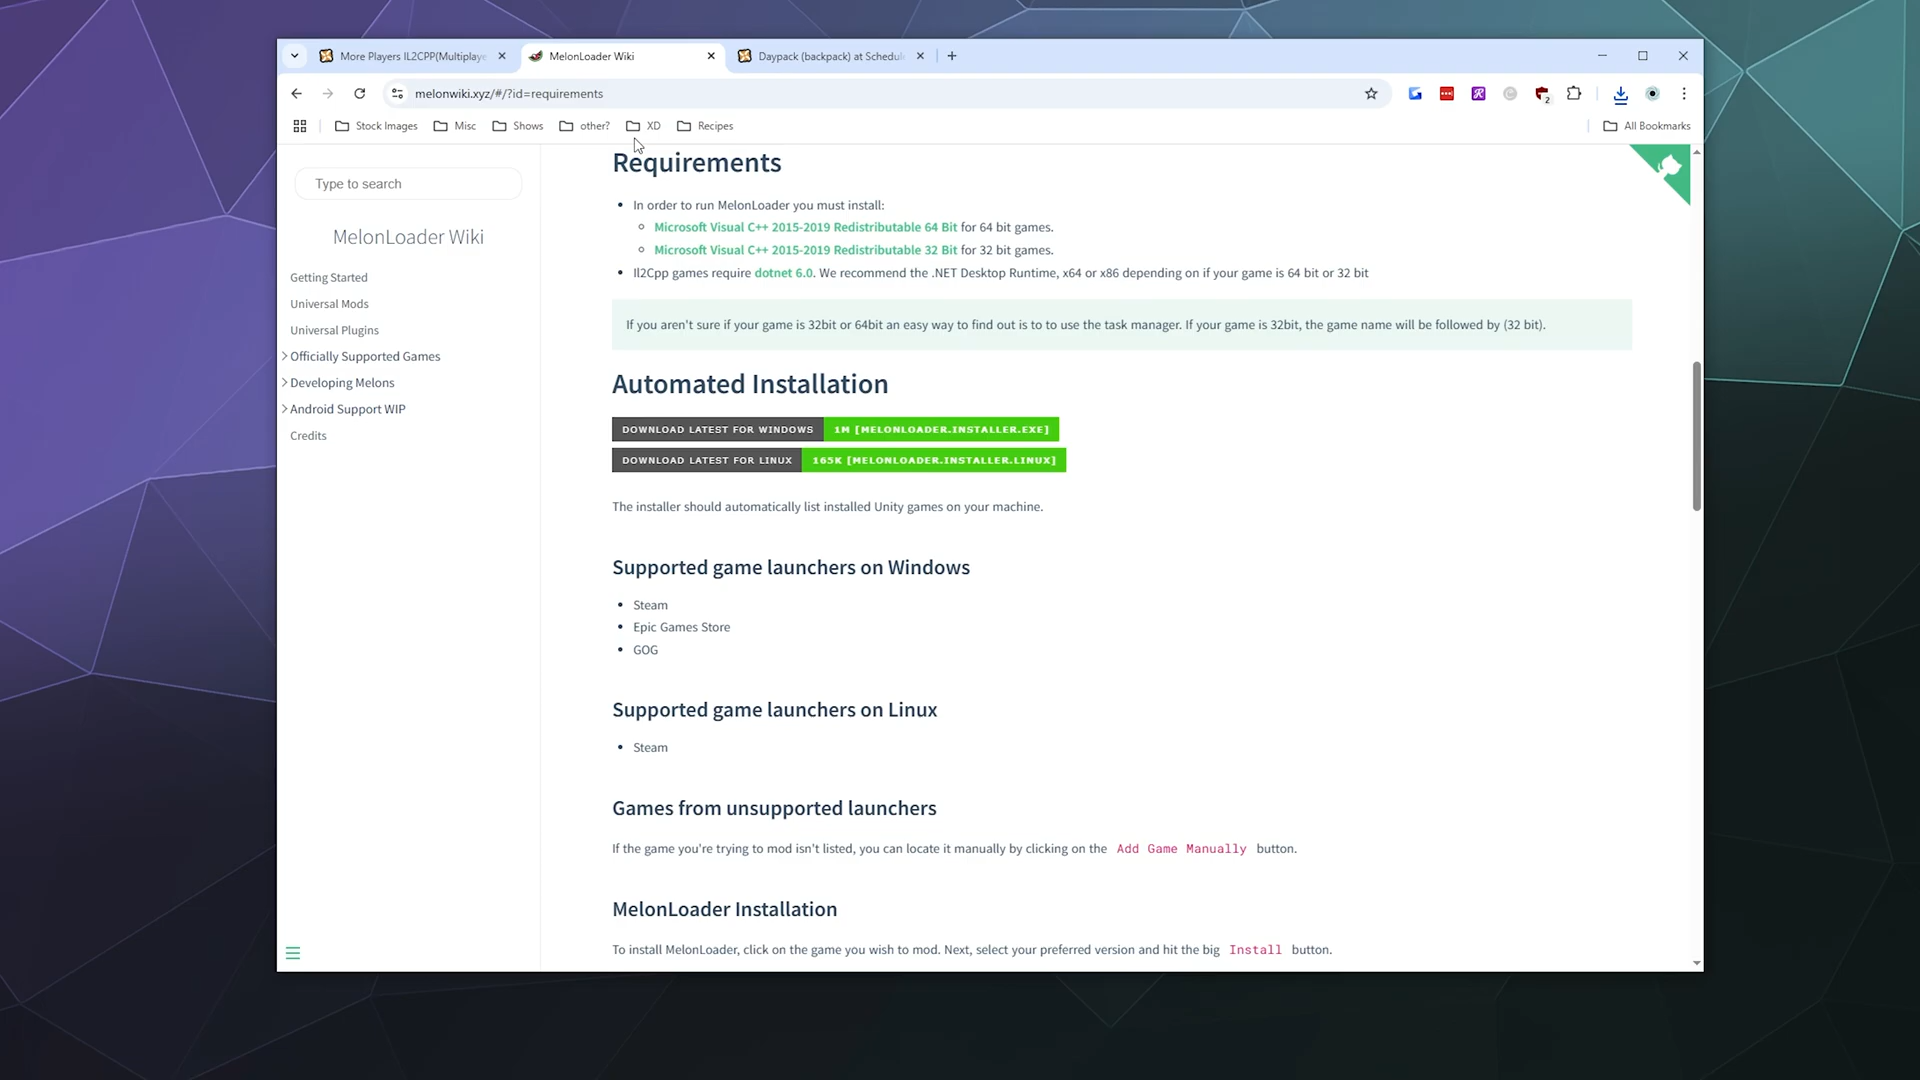 More Players IL2CPP(Multiplaye
MelonLoader Wiki
Daypack (backpack) at Schedul
melonwiki.xyz/#/?id=requirements
2
Stock Images
Misc
Shows
other?
XD
Recipes
All Bookmarks
Type to search
MelonLoader Wiki
Getting Started
Universal Mods
Universal Plugins
Officially Supported Games
Developing Melons
Android Support WIP
Credits
Requirements
In order to run MelonLoader you must install:
Microsoft Visual C++ 2015-2019 Redistributable 64 Bit for 64 bit games.
Microsoft Visual C++ 2015-2019 Redistributable 32 Bit for 32 bit games.
Il2Cpp games require dotnet 6.0. We recommend the .NET Desktop Runtime, x64 or x86 depending on if your game is 64 bit or 32 bit
If you aren't sure if your game is 32bit or 64bit an easy way to find out is to to use the task manager. If your game is 32bit, the game name will be followed by (32 bit).
Automated Installation
DOWNLOAD LATEST FOR WINDOWS 1M [MELONLOADER.INSTALLER.EXE]
DOWNLOAD LATEST FOR LINUX 165K [MELONLOADER.INSTALLER.LINUX]
The installer should automatically list installed Unity games on your machine.
Supported game launchers on Windows
Steam
Epic Games Store
GOG
Supported game launchers on Linux
Steam
Games from unsupported launchers
If the game you're trying to mod isn't listed, you can locate it manually by clicking on the Add Game Manually button.
MelonLoader Installation
To install MelonLoader, click on the game you wish to mod. Next, select your preferred version and hit the big Install button.